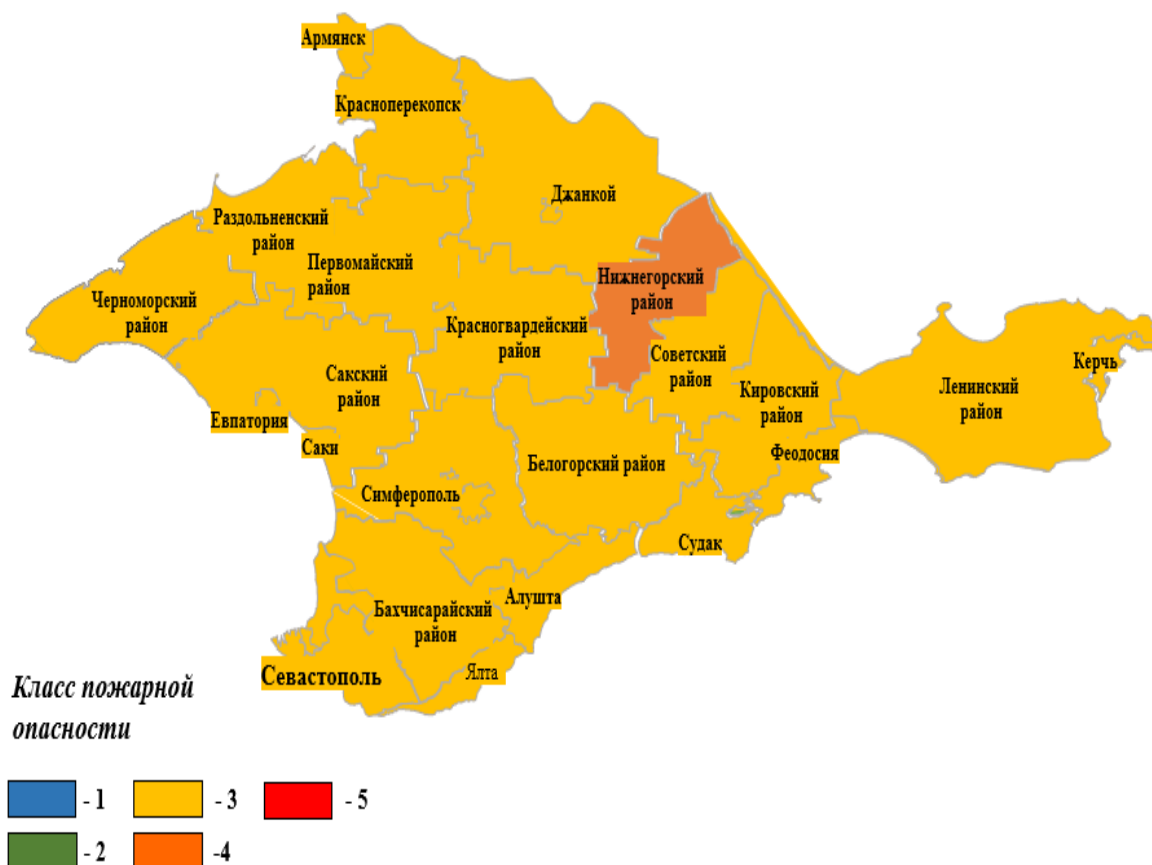 Армянск
Красноперекопск
Джанкой
Раздольненский
район
Первомайский
район
Нижнегорский
район
Черноморский
район
Красногвардейский
район
Советский
район
Сакский
район
Кировский
район
Ленинский
район
Керчь
Евпатория
Саки
Белогорский район
Феодосия
Симферополь
Судак
Алушта
Бахчисарайский
район
Ялта
Севастополь
Класс пожарной
опасности
- 1
- 3
- 5
- 2
-4